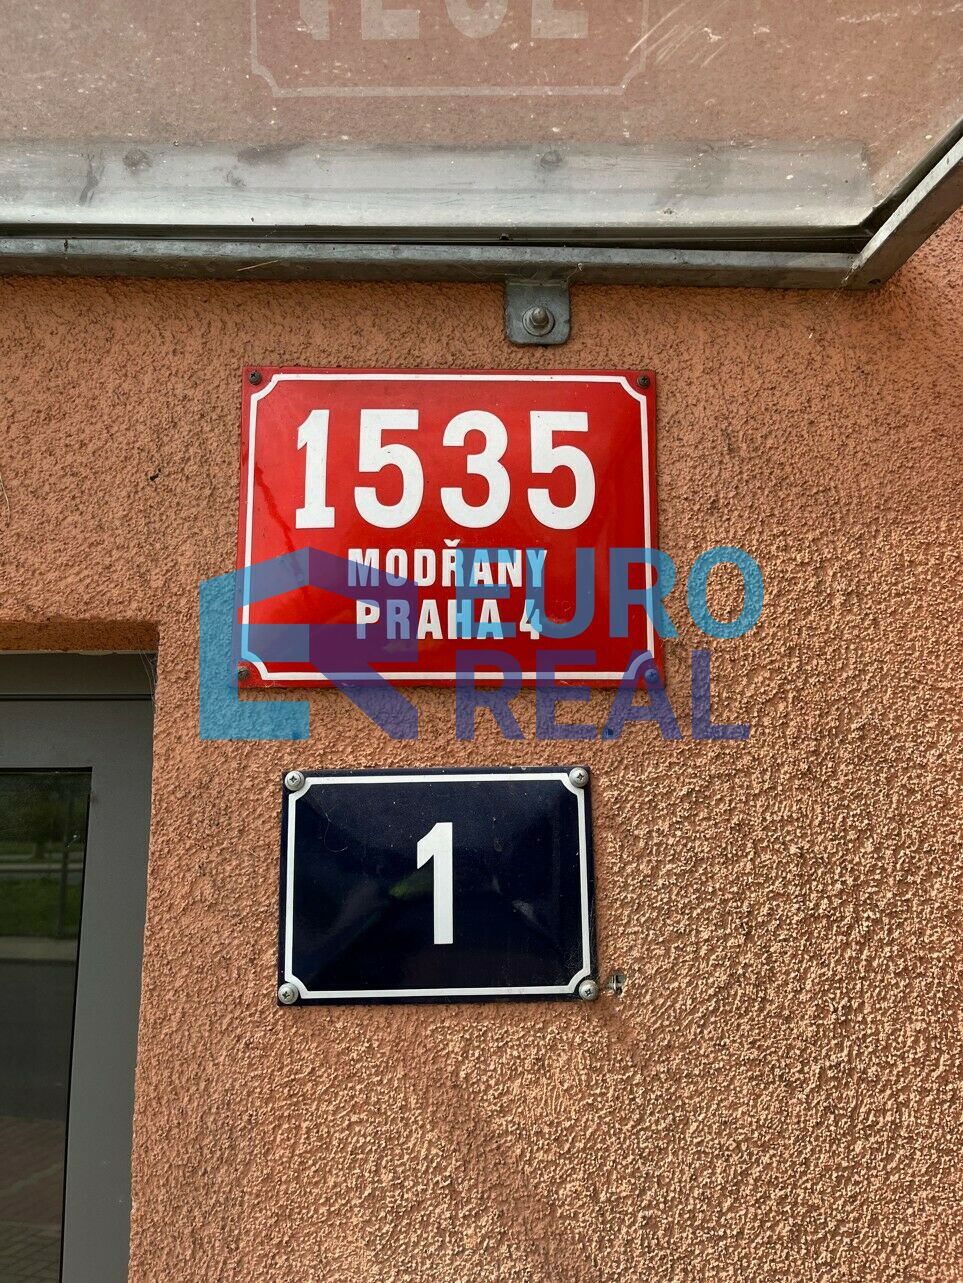 1535
MODŘANY
PRAHA 4
EURO
REAL
1